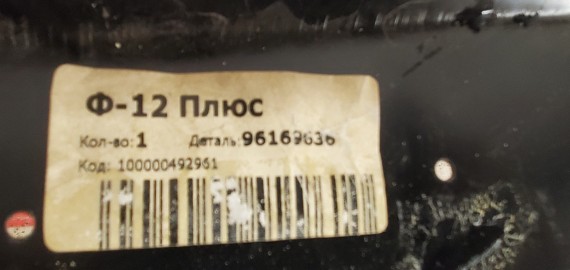 Ф-12 Плюс
Кол-во: 1 Деталь: 96169636
Код: 100000492961